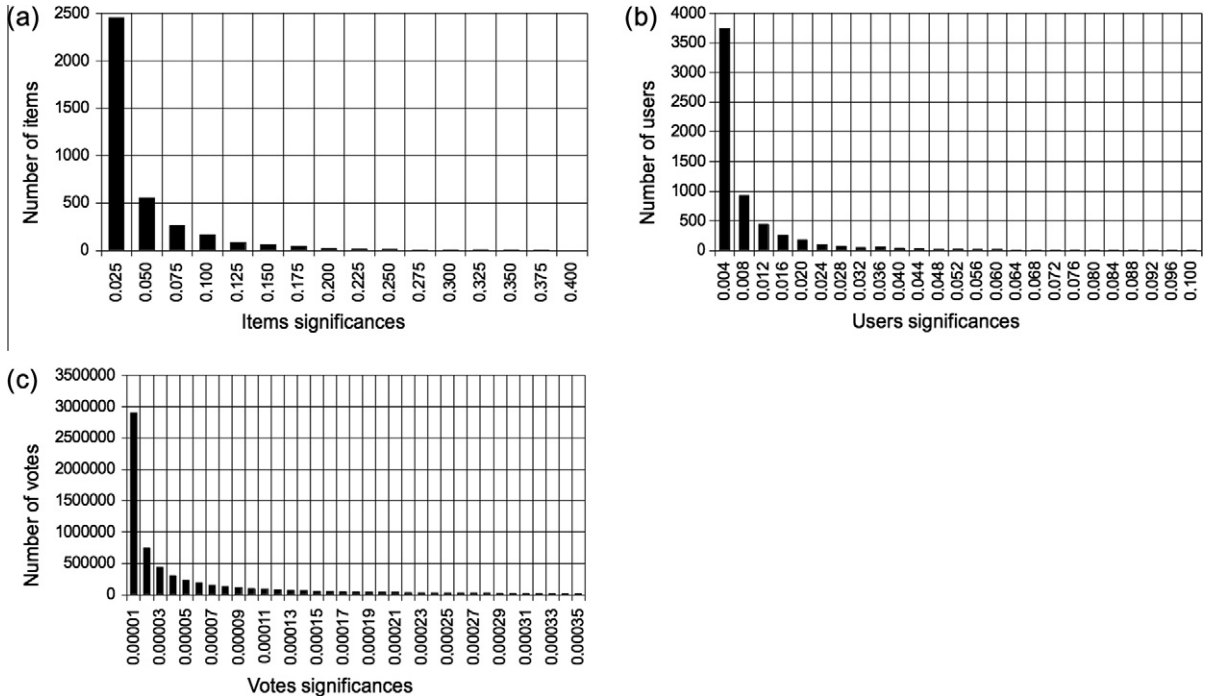 (a)
Number of items
2500
2000
1500
1000
500
0
0.025 0.050 0.075 0.100 0.125 0.150 0.175 0.200 0.225 0.250 0.275 0.300 0.325 0.350 0.375 0.400
Items significances
(b)
Number of users
4000
3500
3000
2500
2000
1500
1000
500
0
0.004 0.008 0.012 0.016 0.020 0.024 0.028 0.032 0.036 0.040 0.044 0.048 0.052 0.056 0.060 0.064 0.068 0.072 0.076 0.080 0.084 0.088 0.092 0.096 0.100
Users significances
(c)
Number of votes
3500000
3000000
2500000
2000000
1500000
1000000
500000
0
0.00001 0.00003 0.00005 0.00007 0.00009 0.00011 0.00013 0.00015 0.00017 0.00019 0.00021 0.00023 0.00025 0.00027 0.00029 0.00031 0.00033 0.00035
Votes significances